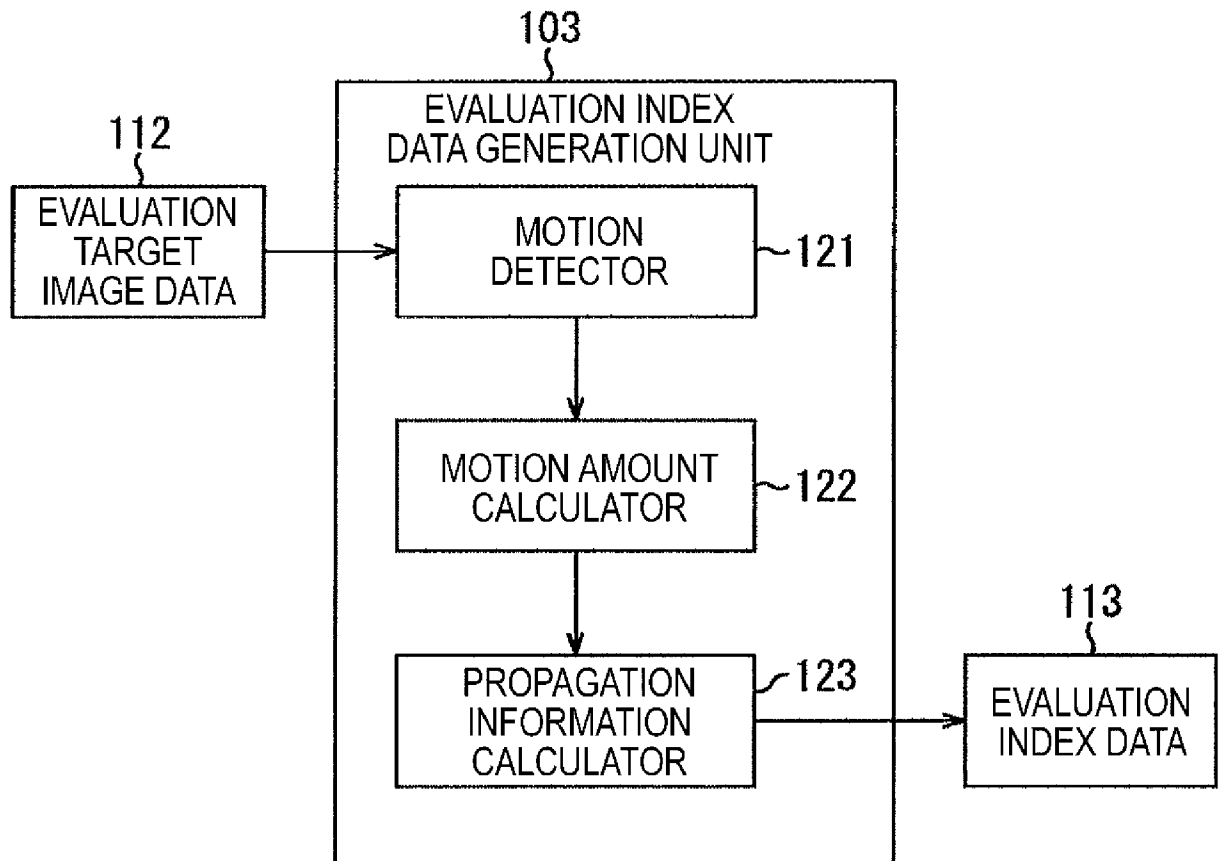 103
EVALUATION INDEX
DATA GENERATION UNIT
112
EVALUATION
TARGET
IMAGE DATA
MOTION
DETECTOR
121
MOTION AMOUNT
CALCULATOR
122
PROPAGATION
INFORMATION
CALCULATOR
123
113
EVALUATION
INDEX DATA